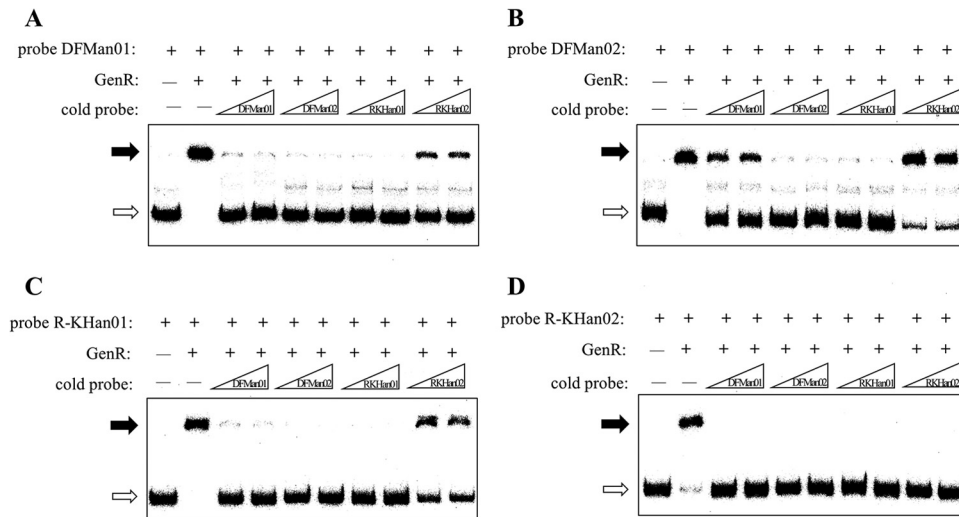 A
probe DFMan01: + + + + + + + + + +
GenR: — + + + + + + + + +
cold probe: — — DFMan01 DFMan02 RKHan01 RKHan02
B
probe DFMan02: + + + + + + + + + +
GenR: — + + + + + + + + +
cold probe: — — DFMan01 DFMan02 RKHan01 RKHan02
C
probe R-KHan01: + + + + + + + + + +
GenR: — + + + + + + + + +
cold probe: — — DFMan01 DFMan02 RKHan01 RKHan02
D
probe R-KHan02: + + + + + + + + + +
GenR: — + + + + + + + + +
cold probe: — — DFMan01 DFMan02 RKHan01 RKHan02